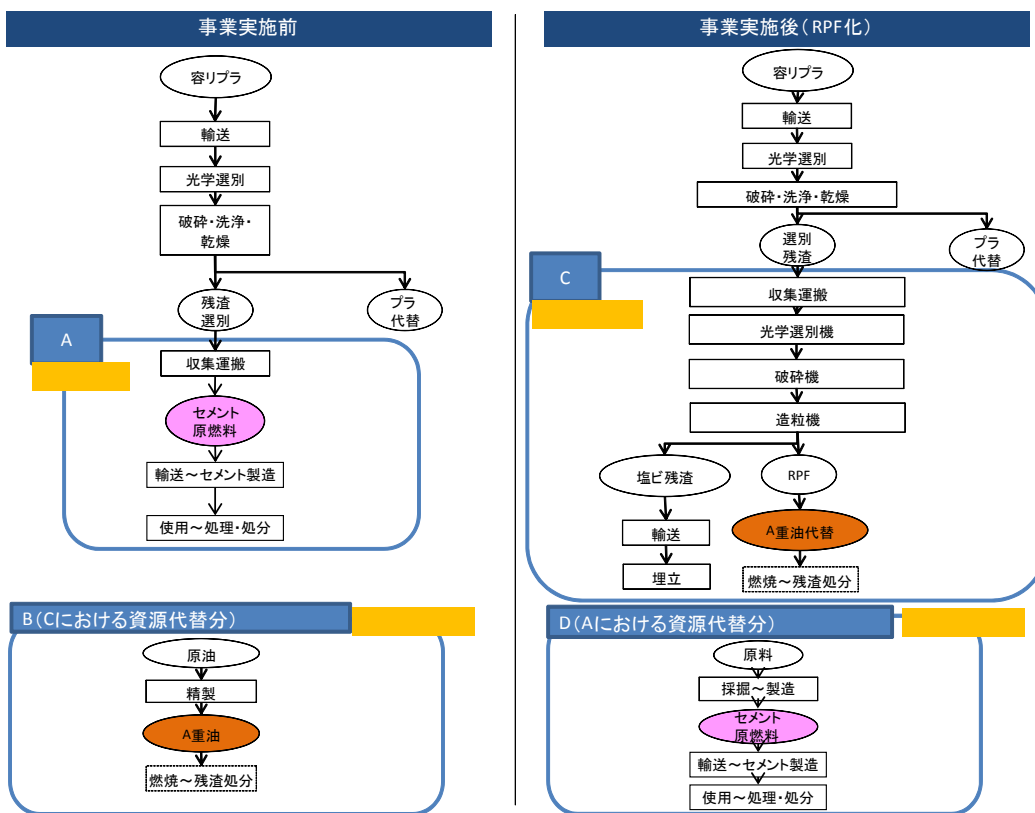 事業実施前
容リプラ
輸送
光学選別
破砕・洗浄・
乾燥
残渣
選別
プラ
代替
A
収集運搬
セメント
原燃料
輸送～セメント製造
使用～処理・処分
B(Cにおける資源代替分)
原油
精製
A重油
燃焼～残渣処分
事業実施後(RPF化)
容リプラ
輸送
光学選別
破砕・洗浄・乾燥
選別
残渣
プラ
代替
C
収集運搬
光学選別機
破砕機
造粒機
塩ビ残渣
RPF
輸送
A重油代替
埋立
燃焼～残渣処分
D(Aにおける資源代替分)
原料
採掘～製造
セメント
原燃料
輸送～セメント製造
使用～処理・処分